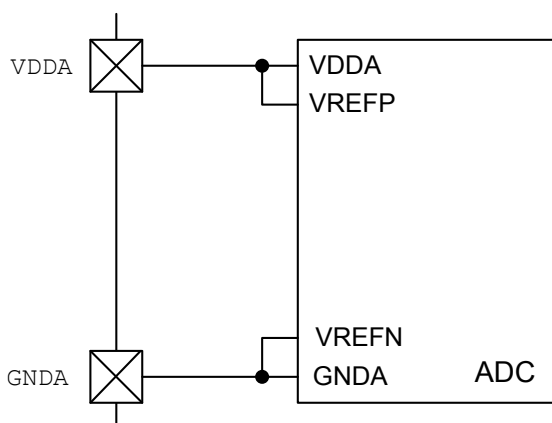 VDDA
VDDA
VREFP
VREFN
GNDA
GNDA
ADC